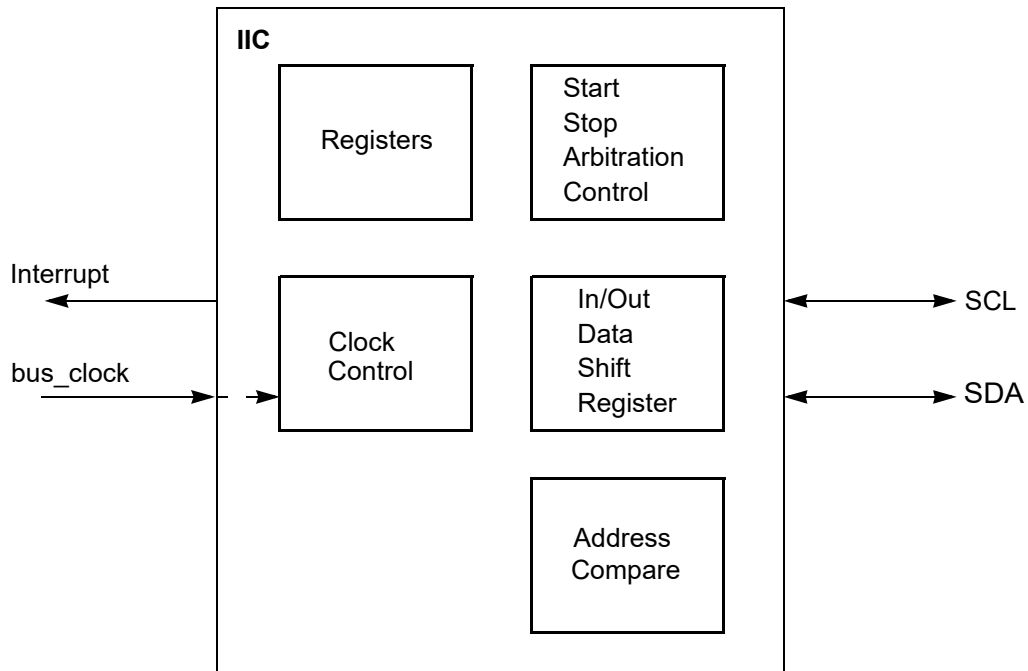 IIC
Registers
Start
Stop
Arbitration
Control
Interrupt
bus_clock
Clock
Control
In/Out
Data
Shift
Register
SCL
SDA
Address
Compare